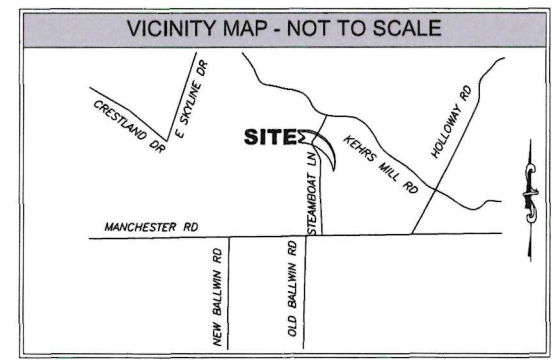 VICINITY MAP - NOT TO SCALE
CRESTLAND DR
E SKYLINE DR
SITE
KEHRS MILL RD
HOLLOWAY RD
STEAMBOAT LN
MANCHESTER RD
NEW BALLWIN RD
OLD BALLWIN RD